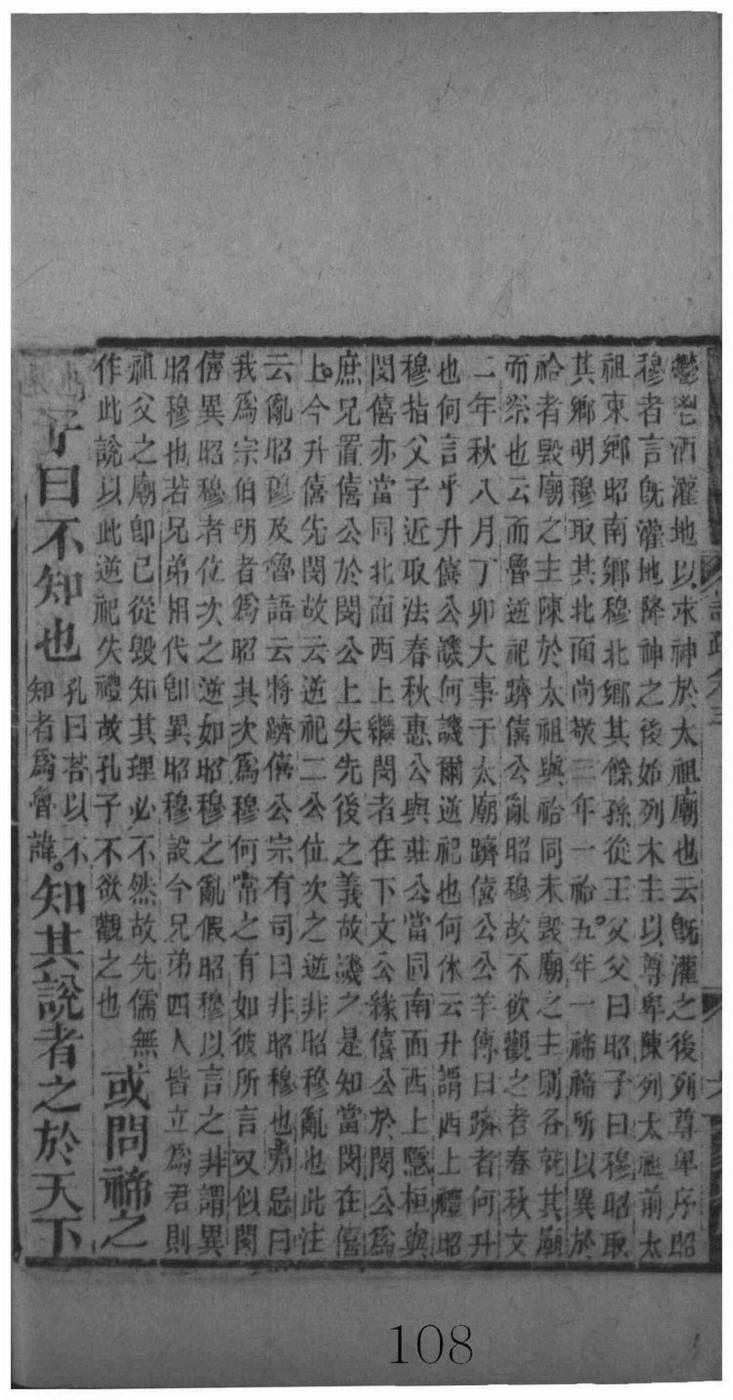 鬱鬯酒灌地以求神於太祖廟也云旣灌之後列尊卑序昭
穆者言旣灌地降神之後始列木主以尊卑陳列太祖前太
祖東鄉昭南鄉穆北鄉其餘孫從王父父曰昭子曰穆昭取
其鄉明穆取其北面尚敬三年一祫五年一禘禘所以異於
祫者毀廟之主陳於太祖與祫同未毀廟之主則各就其廟
而祭也云而魯逆祀躋僖公亂昭穆故不欲觀之者春秋文
二年秋八月丁卯大事于太廟躋僖公公羊傳曰躋者何升
也何言乎升僖公譏何譏爾逆祀也何休云升謂西上禮昭
穆指父子近取法春秋惠公與莊公當同南面西上隱桓與
閔僖亦當同北面西上繼閔者在下文公緣僖公於閔公爲
庶兄置僖公於閔公上失先後之義故譏之是知當閔在僖
上今升僖先閔故云逆祀二公位次之逆非昭穆亂也此注
云亂昭穆及魯語云將躋僖公宗有司曰非昭穆也弗忌曰
我爲宗伯明者爲昭其次爲穆何常之有如彼所言又似閔
僖異昭穆者位次之逆如昭穆之亂假昭穆以言之非謂異
昭穆也若兄弟相代卽異昭穆設令兄弟四人皆立爲君則
祖父之廟卽已從毀知其理必不然故先儒無
作此說以此逆祀失禮故孔子不欲觀之也
或問禘之
子曰不知也
孔曰荅以不
知者爲魯
諱
知其說者之於天下
註疏卷三
六
108